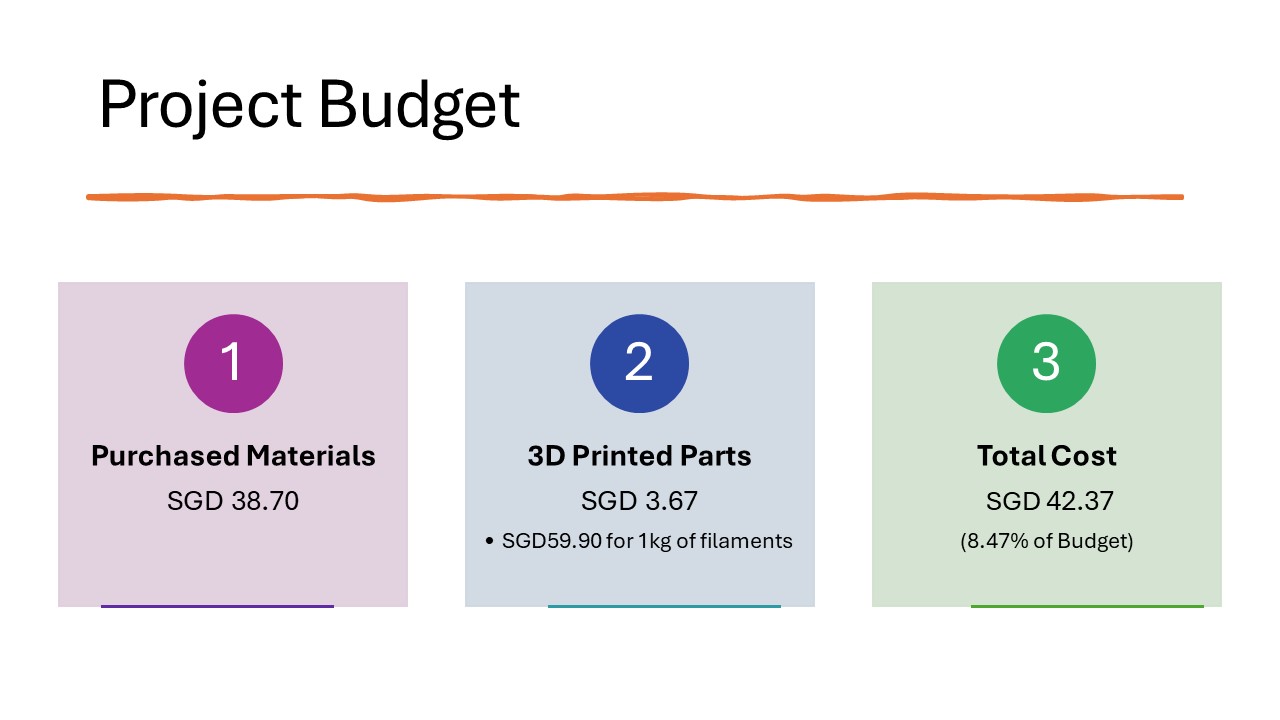 Project Budget
1
Purchased Materials
SGD 38.70
2
3D Printed Parts
SGD 3.67
• SGD59.90 for 1kg of filaments
3
Total Cost
SGD 42.37
(8.47% of Budget)